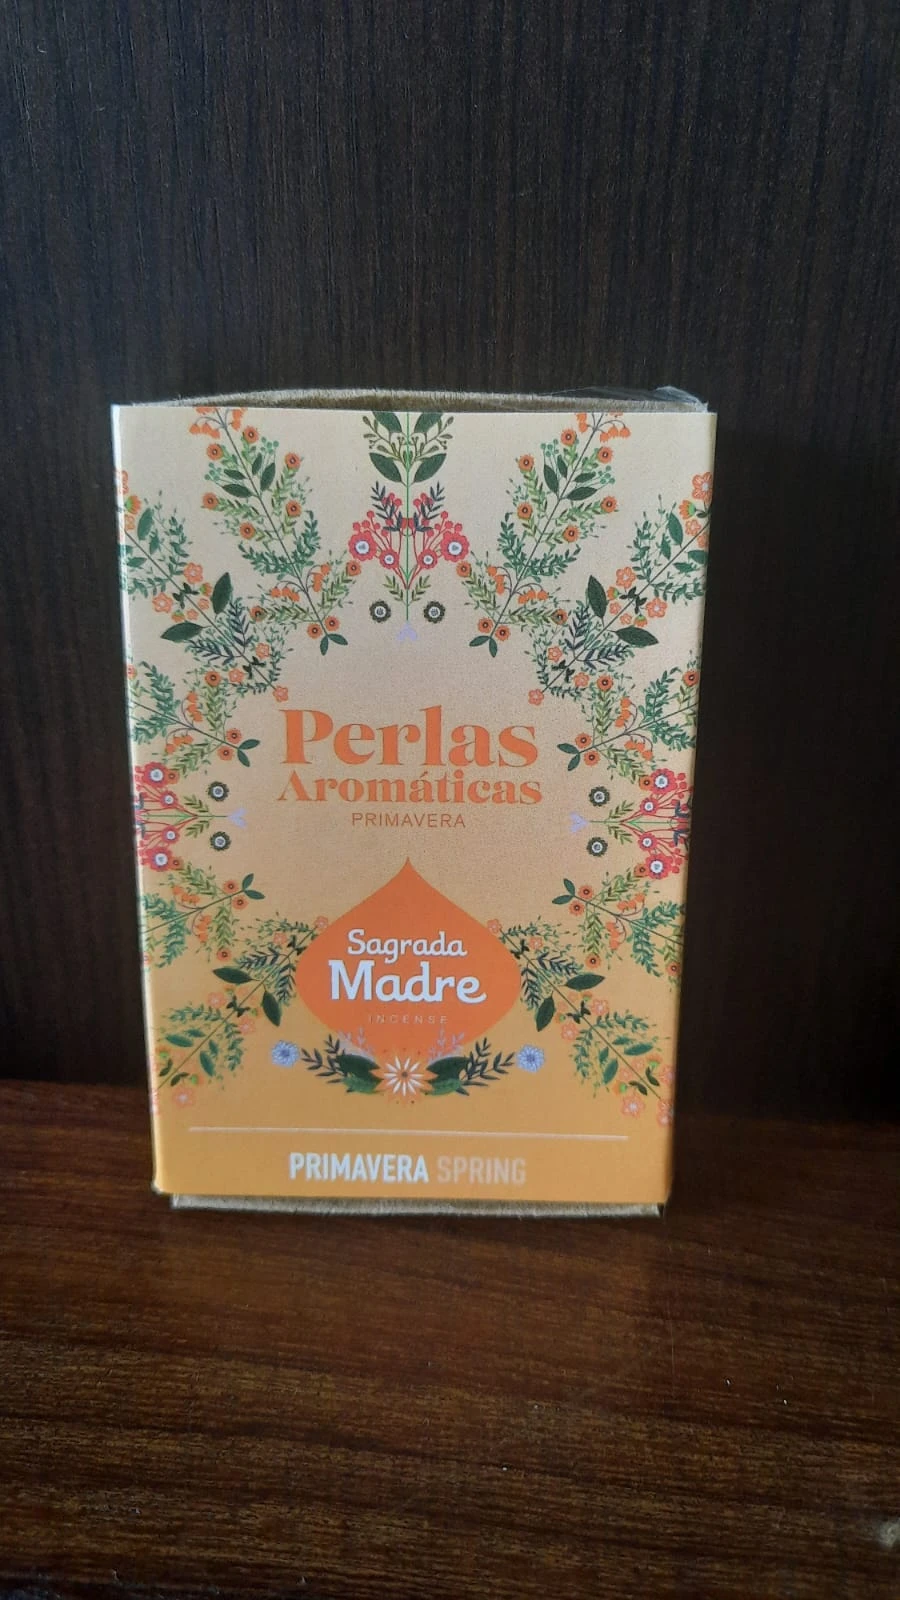 Perlas
Aromáticas
PRIMAVERA
Sagrada
Madre
INCENSE
PRIMAVERA SPRING